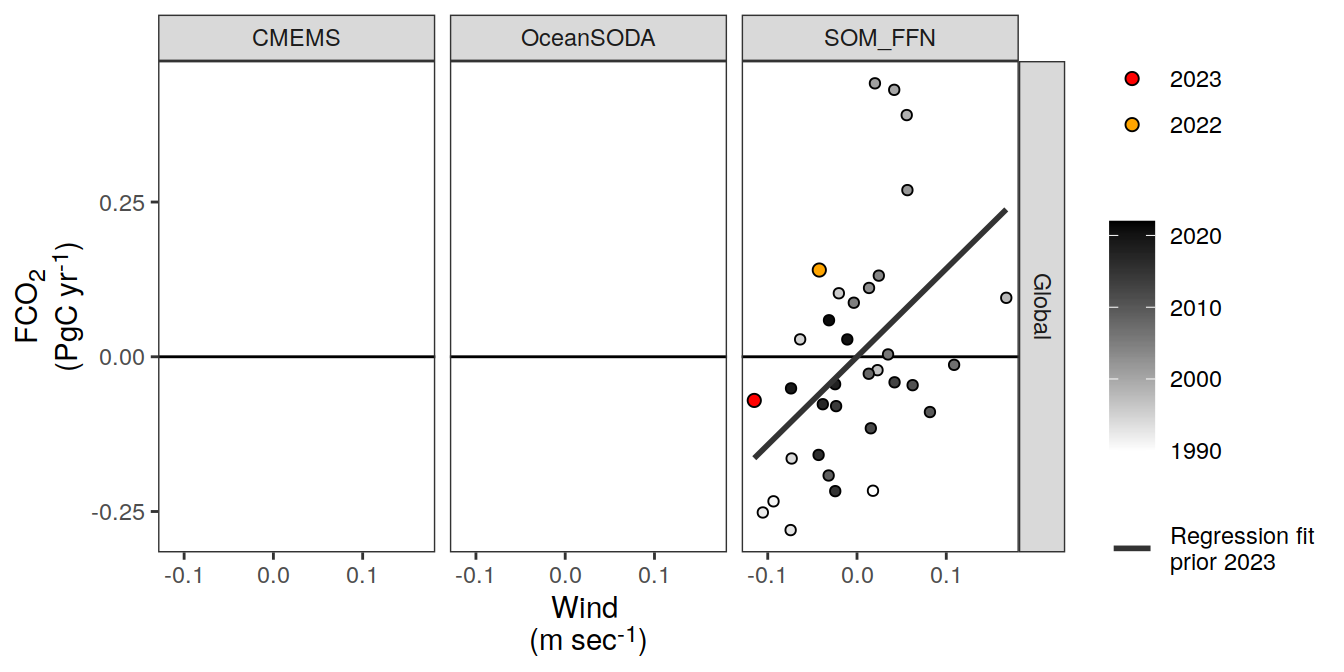 CMEMS
OceanSODA
SOM_FFN
Global
FCO2
(PgC yr-1)
0.25
0.00
-0.25
-0.1 0.0 0.1
-0.1 0.0 0.1
-0.1 0.0 0.1
Wind
(m sec-1)
2023
2022
2020
2010
2000
1990
Regression fit
prior 2023